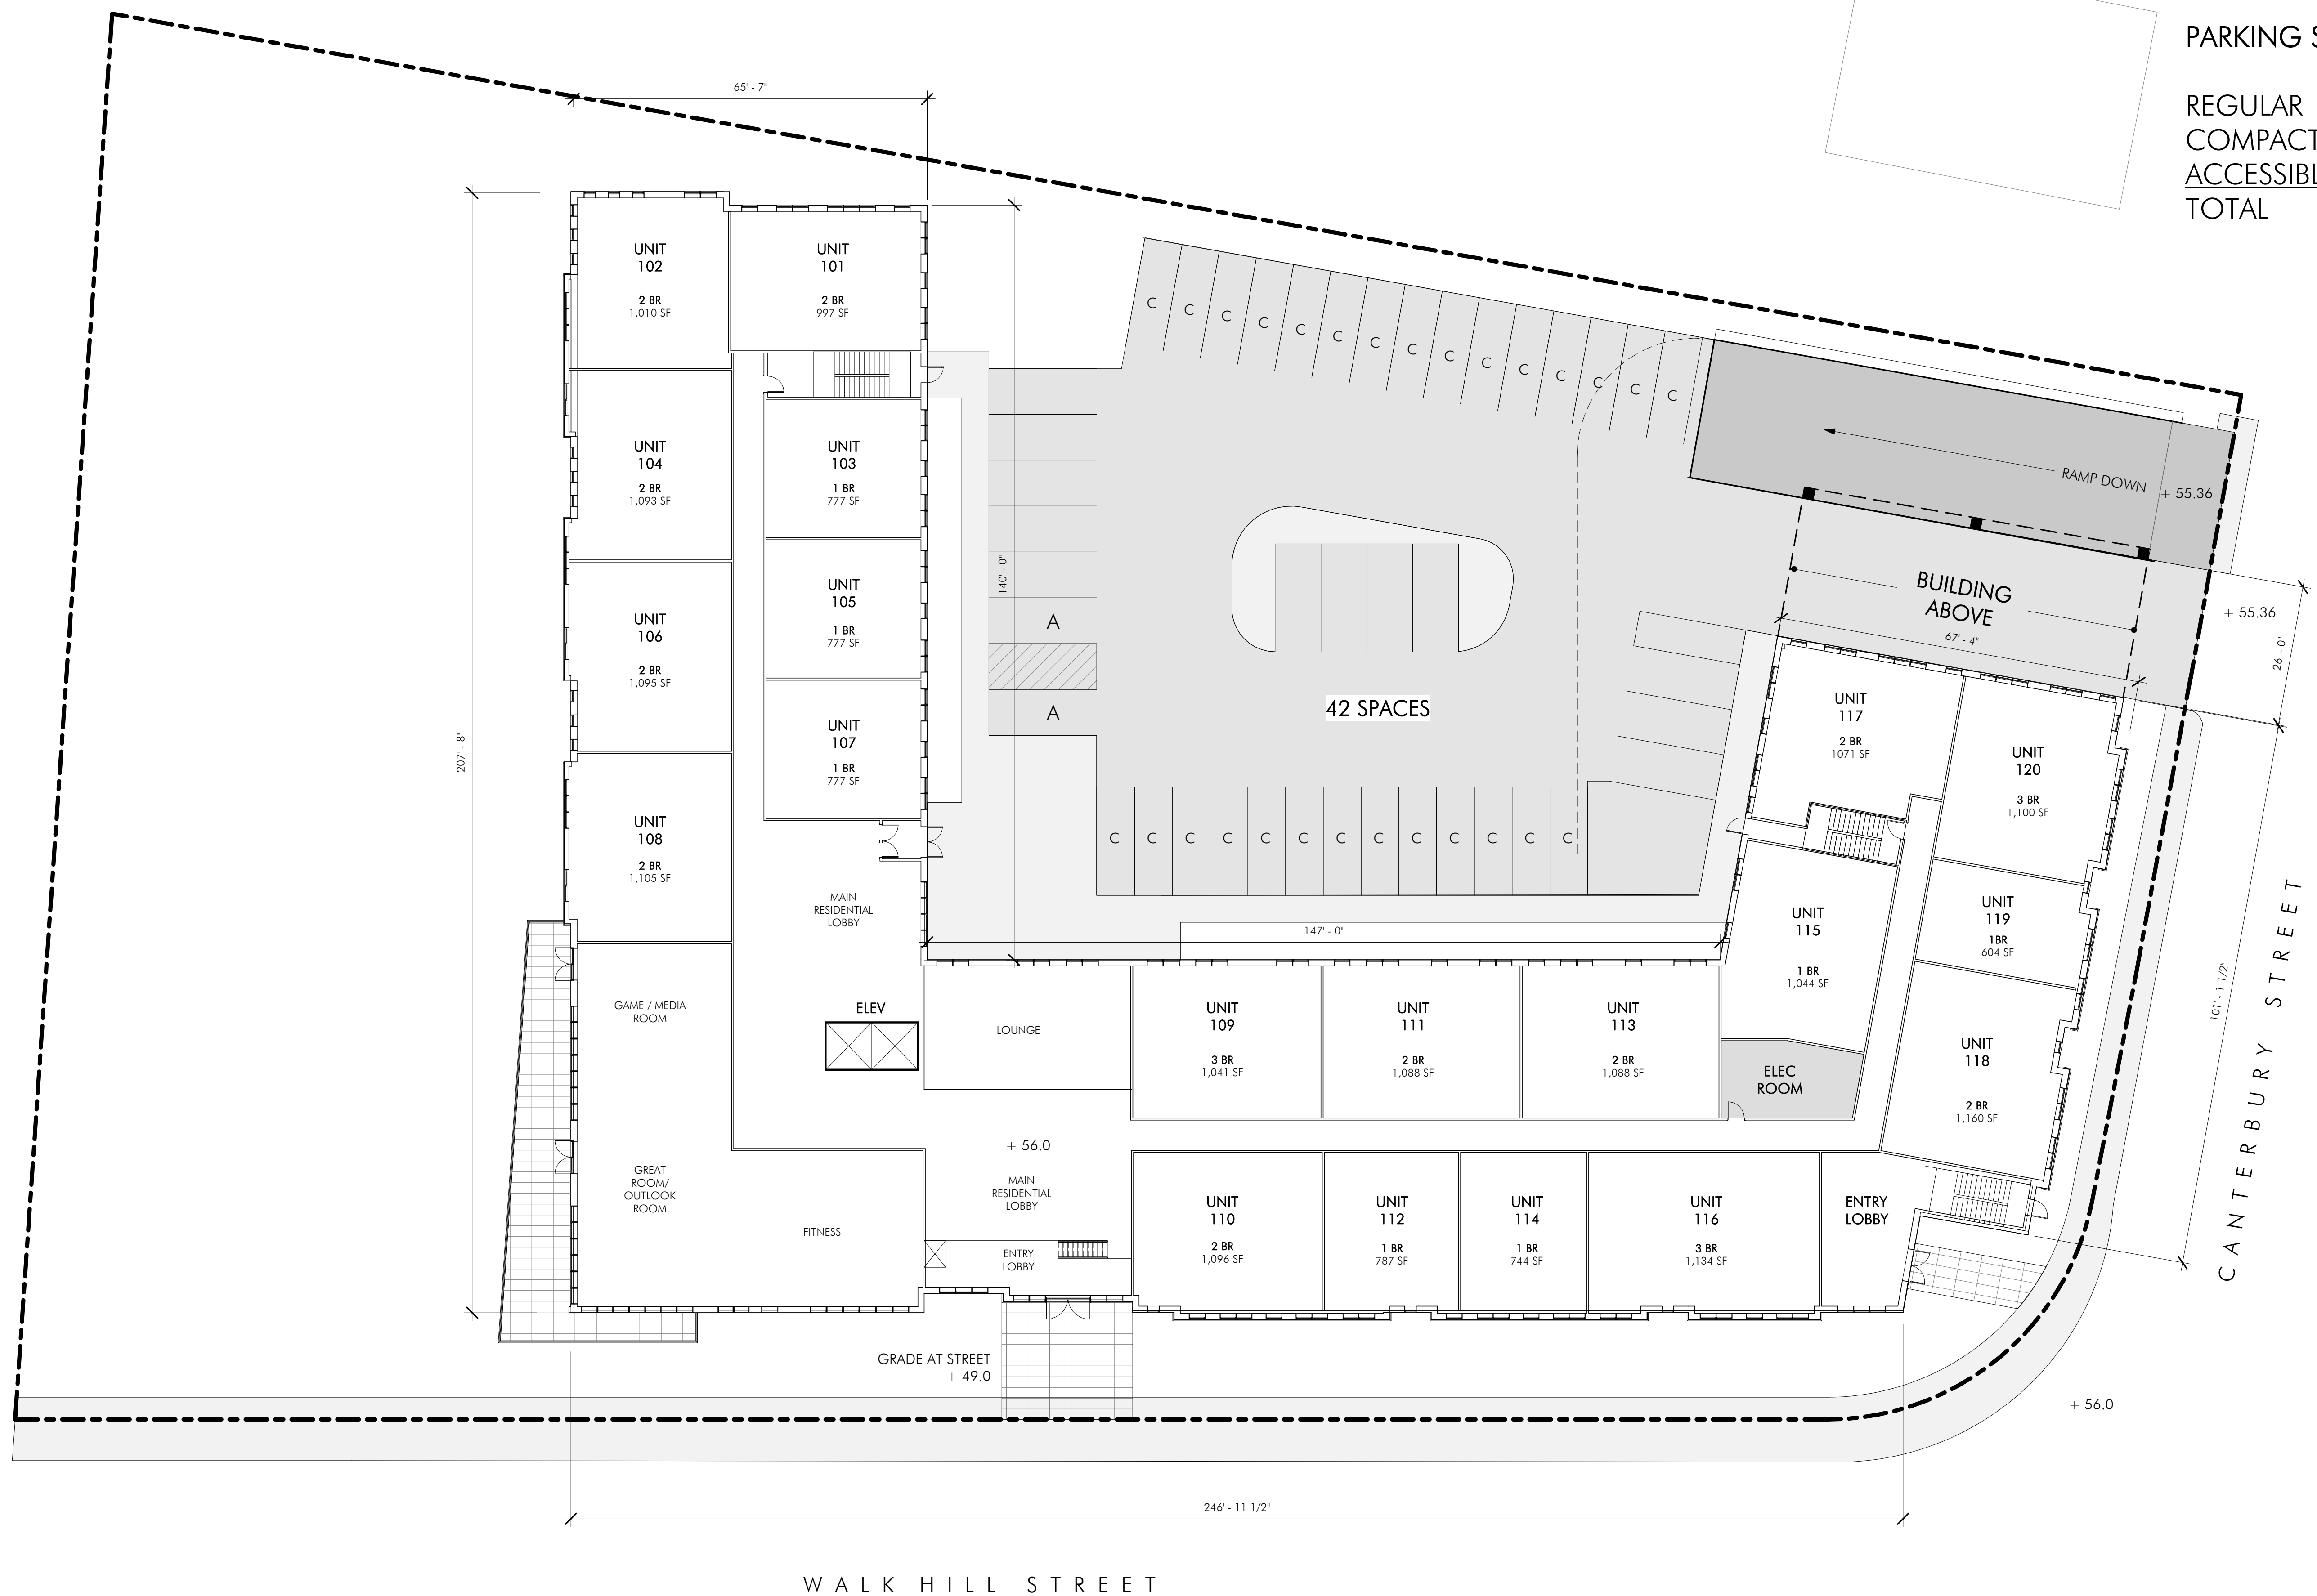 PARKING S
REGULAR
COMPACT
ACCESSIBL
TOTAL
65' - 7"
UNIT
102
2 BR
1,010 SF
UNIT
101
2 BR
997 SF
C C C C C C C C C C C C C C C
RAMP DOWN
+ 55.36
UNIT
104
2 BR
1,093 SF
UNIT
103
1 BR
777 SF
140' - 0"
UNIT
106
2 BR
1,095 SF
UNIT
105
1 BR
777 SF
A
A
BUILDING
ABOVE
67' - 4"
+ 55.36
26' - 0"
42 SPACES
207' - 8"
UNIT
107
1 BR
777 SF
UNIT
108
2 BR
1,105 SF
UNIT
117
2 BR
1071 SF
UNIT
120
3 BR
1,100 SF
C C C C C C C C C C C C C
MAIN
RESIDENTIAL
LOBBY
147' - 0"
UNIT
115
1 BR
1,044 SF
UNIT
119
1BR
604 SF
101' - 1 1/2"
CANTERBURY STREET
GAME / MEDIA
ROOM
ELEV
LOUNGE
UNIT
109
3 BR
1,041 SF
UNIT
111
2 BR
1,088 SF
UNIT
113
2 BR
1,088 SF
ELEC
ROOM
UNIT
118
2 BR
1,160 SF
+ 56.0
GREAT
ROOM/
OUTLOOK
ROOM
FITNESS
MAIN
RESIDENTIAL
LOBBY
ENTRY
LOBBY
UNIT
110
2 BR
1,096 SF
UNIT
112
1 BR
787 SF
UNIT
114
1 BR
744 SF
UNIT
116
3 BR
1,134 SF
ENTRY
LOBBY
GRADE AT STREET
+ 49.0
+ 56.0
246' - 11 1/2"
WALK HILL STREET